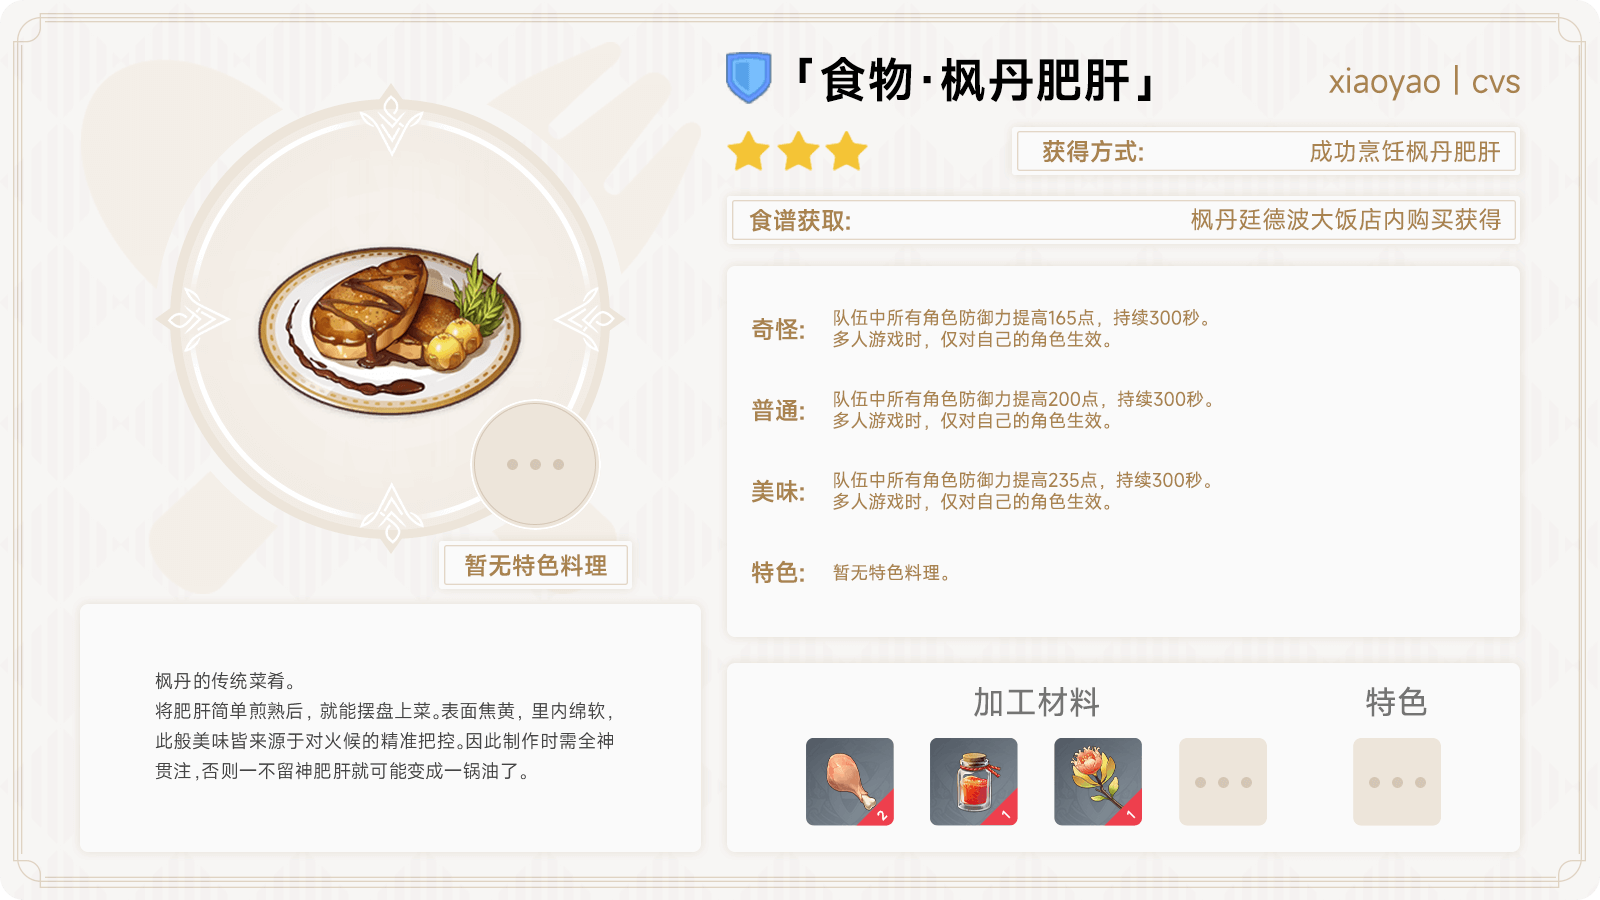 「食物·枫丹肥肝」
xiaoyao | cvs
获得方式:
成功烹饪枫丹肥肝
食谱获取:
枫丹廷德波大饭店内购买获得
奇怪:
队伍中所有角色防御力提高165点，持续300秒。
多人游戏时，仅对自己的角色生效。
普通:
队伍中所有角色防御力提高200点，持续300秒。
多人游戏时，仅对自己的角色生效。
美味:
队伍中所有角色防御力提高235点，持续300秒。
多人游戏时，仅对自己的角色生效。
特色:
暂无特色料理。
暂无特色料理
枫丹的传统菜肴。
将肥肝简单煎熟后，就能摆盘上菜。表面焦黄，里内绵软，
此般美味皆来源于对火候的精准把控。因此制作时需全神
贯注，否则一不留神肥肝就可能变成一锅油了。
加工材料
特色
2
1
1